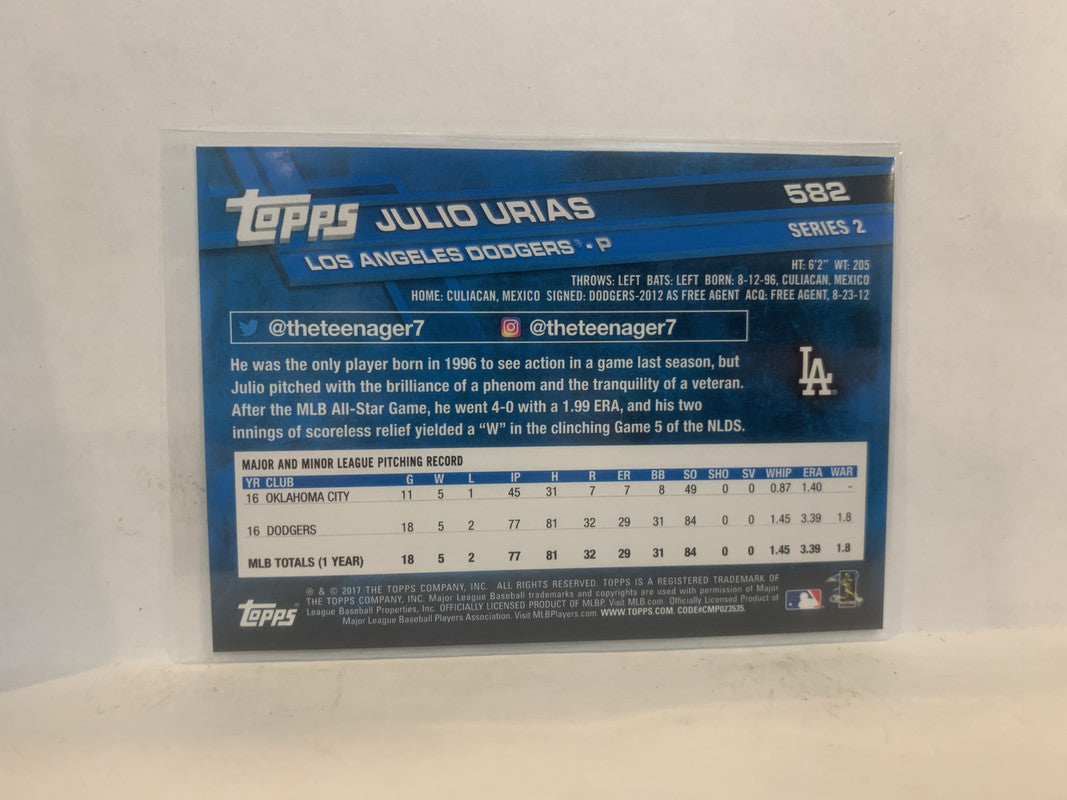 TOPPS JULIO URIAS 582
LOS ANGELES DODGERS® • P SERIES 2
HT: 6'2" WT: 205
THROWS: LEFT BATS: LEFT BORN: 8-12-96, CULIACAN, MEXICO
HOME: CULIACAN, MEXICO SIGNED: DODGERS-2012 AS FREE AGENT ACQ: FREE AGENT, 8-23-12
@theteenager7 @theteenager7
He was the only player born in 1996 to see action in a game last season, but
Julio pitched with the brilliance of a phenom and the tranquility of a veteran.
After the MLB All-Star Game, he went 4-0 with a 1.99 ERA, and his two
innings of scoreless relief yielded a “W” in the clinching Game 5 of the NLDS.
LA
MAJOR AND MINOR LEAGUE PITCHING RECORD
YR CLUB G W L IP H R ER BB SO SHO SV WHIP ERA WAR
16 OKLAHOMA CITY 11 5 1 45 31 7 7 8 49 0 0 0.87 1.40 -
16 DODGERS 18 5 2 77 81 32 29 31 84 0 0 1.45 3.39 1.8
MLB TOTALS (1 YEAR) 18 5 2 77 81 32 29 31 84 0 0 1.45 3.39 1.8
® & © 2017 THE TOPPS COMPANY, INC. ALL RIGHTS RESERVED. TOPPS IS A REGISTERED TRADEMARK OF
THE TOPPS COMPANY, INC. Major League Baseball trademarks and copyrights are used with permission of Major
League Baseball Properties, Inc. OFFICIALLY LICENSED PRODUCT OF MLBP. Visit MLB.com Officially Licensed Product of
Major League Baseball Players Association. Visit MLBPlayers.com. WWW.TOPPS.COM. CODE#CMP023535.
TOPPS®